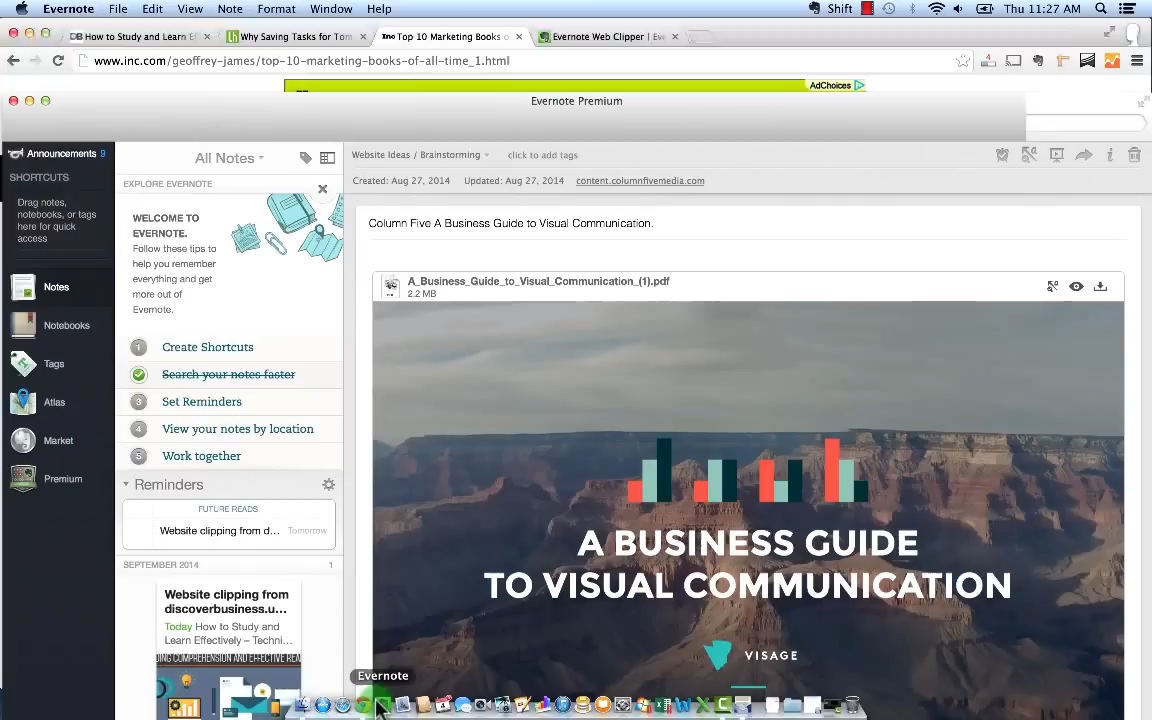 Evernote File Edit View Note Format Window Help Shift Thu 11:27 AM
How to Study and Learn E Why Saving Tasks for Tom Inc Top 10 Marketing Books o Evernote Web Clipper | Eve
www.inc.com/geoffrey-james/top-10-marketing-books-of-all-time_1.html
AdChoices
Evernote Premium
Announcements 9
SHORTCUTS
Drag notes,
notebooks, or tags
here for quick
access
Notes
Notebooks
Tags
Atlas
Market
Premium
All Notes
EXPLORE EVERNOTE
WELCOME TO
EVERNOTE.
Follow these tips to
help you remember
everything and get
more out of
Evernote.
1 Create Shortcuts
Search your notes faster
3 Set Reminders
4 View your notes by location
5 Work together
Reminders
FUTURE READS
Website clipping from d... Tomorrow
SEPTEMBER 2014 1
Website clipping from
discoverbusiness.u...
Today How to Study and
Learn Effectively – Techni...
ING COMPREHENSION AND EFFECTIVE REA
Website Ideas / Brainstorming click to add tags
Created: Aug 27, 2014 Updated: Aug 27, 2014 content.columnfivemedia.com
Column Five A Business Guide to Visual Communication.
A_Business_Guide_to_Visual_Communication_(1).pdf
2.2 MB
A BUSINESS GUIDE
TO VISUAL COMMUNICATION
VISAGE
Evernote